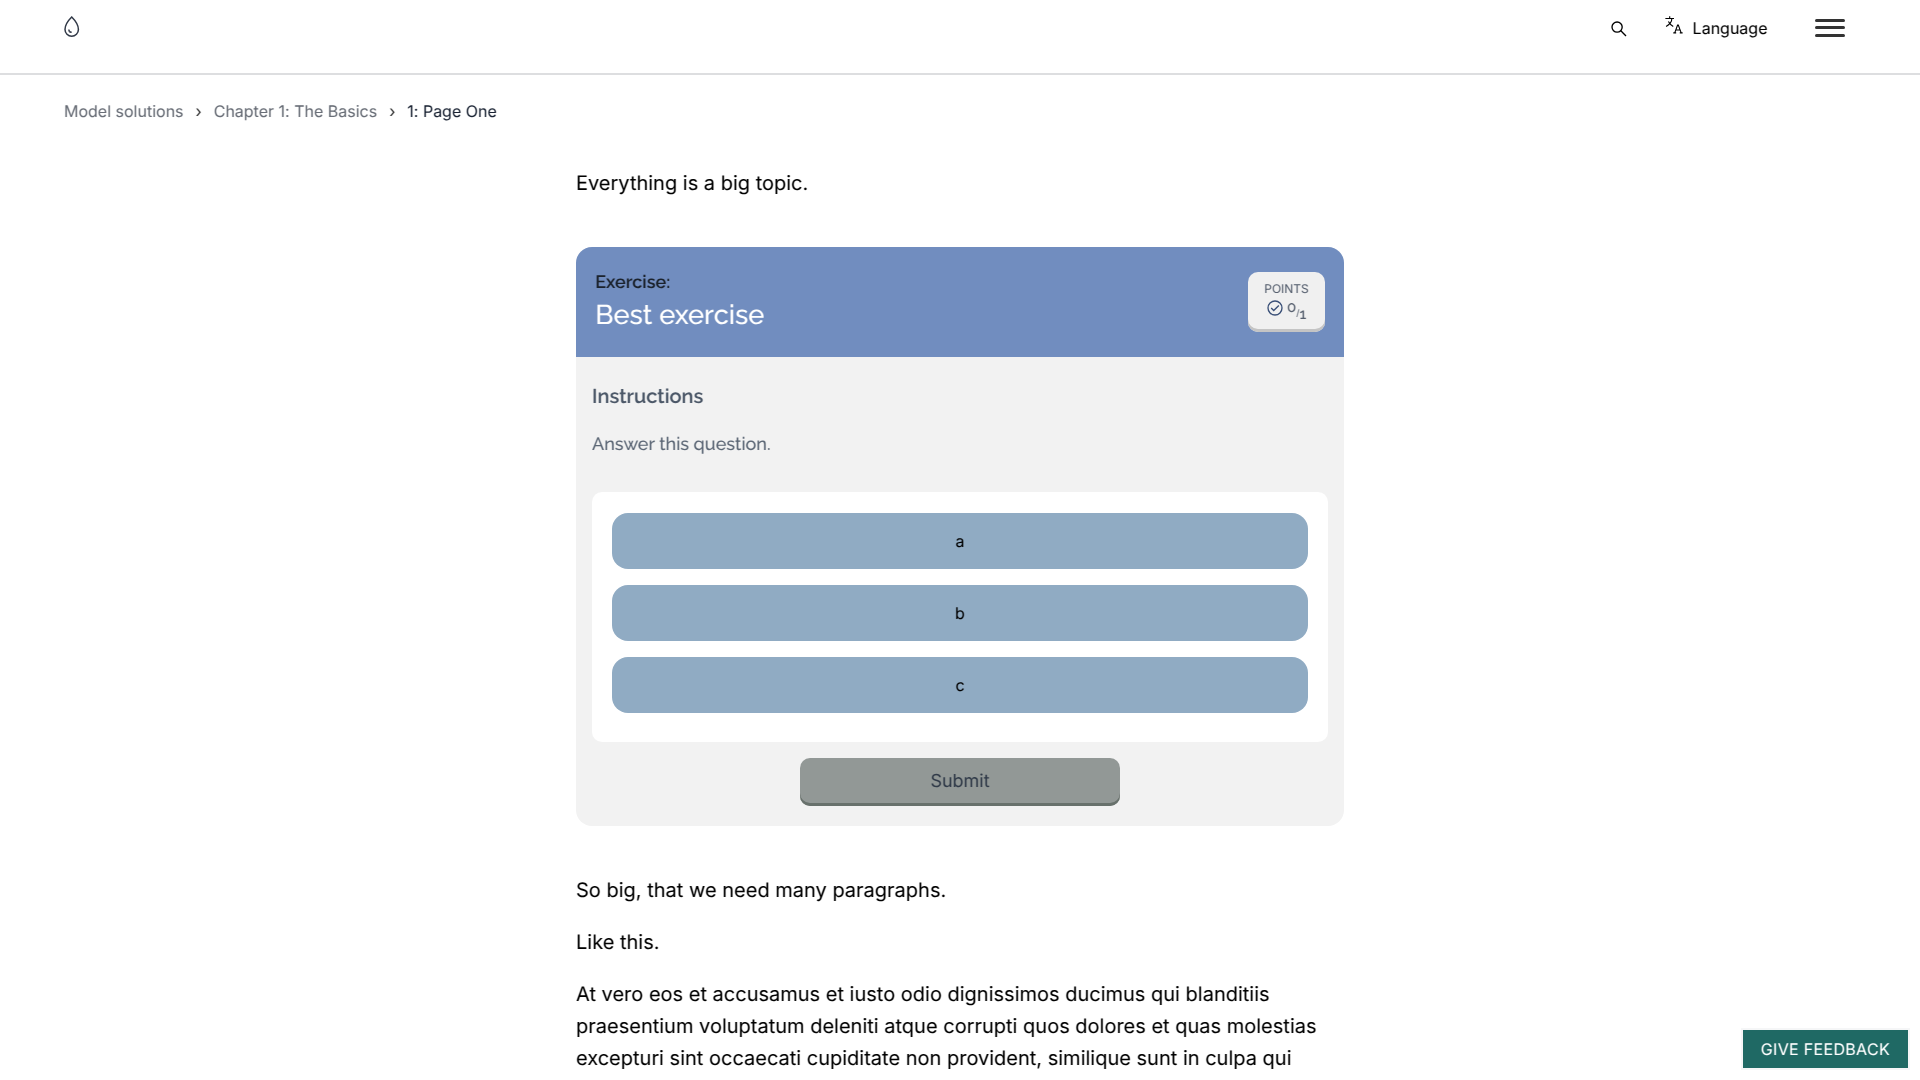 Language
Model solutions › Chapter 1: The Basics › 1: Page One
Everything is a big topic.
Exercise:
Best exercise
POINTS
0/1
Instructions
Answer this question.
a
b
c
Submit
So big, that we need many paragraphs.
Like this.
At vero eos et accusamus et iusto odio dignissimos ducimus qui blanditiis
praesentium voluptatum deleniti atque corrupti quos dolores et quas molestias
excepturi sint occaecati cupiditate non provident, similique sunt in culpa qui
GIVE FEEDBACK